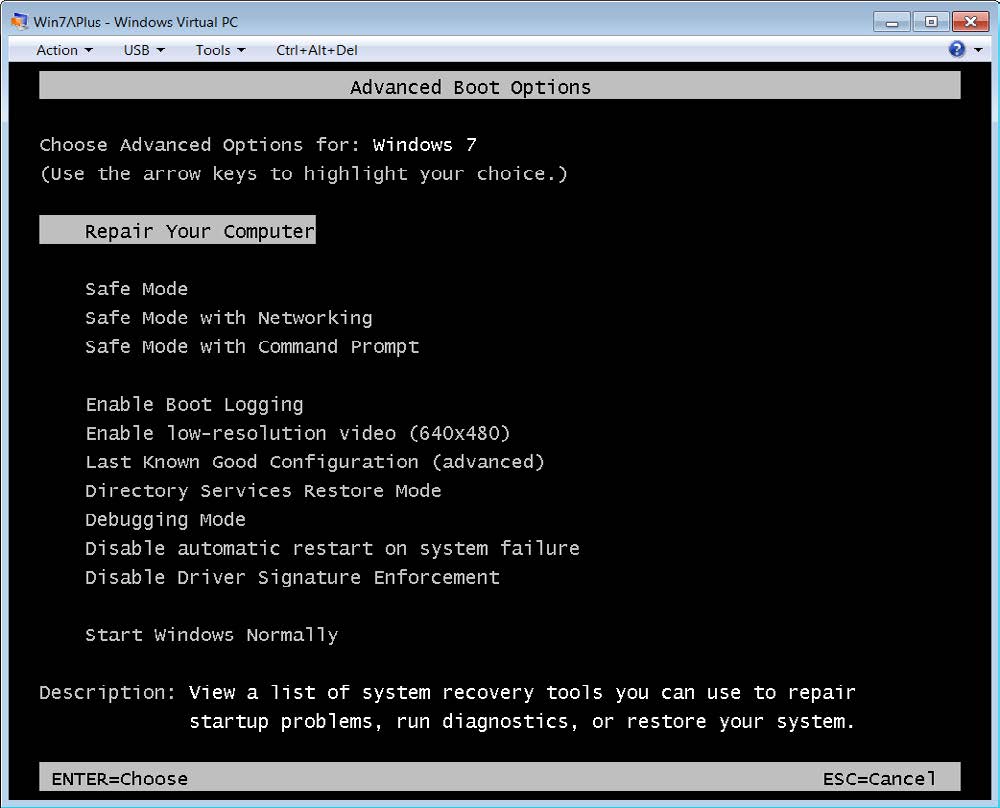 Win7APlus - Windows Virtual PC
Action USB Tools Ctrl+Alt+Del
Advanced Boot Options
Choose Advanced Options for: Windows 7
(Use the arrow keys to highlight your choice.)
Repair Your Computer
Safe Mode
Safe Mode with Networking
Safe Mode with Command Prompt
Enable Boot Logging
Enable low-resolution video (640x480)
Last Known Good Configuration (advanced)
Directory Services Restore Mode
Debugging Mode
Disable automatic restart on system failure
Disable Driver Signature Enforcement
Start Windows Normally
Description: View a list of system recovery tools you can use to repair
startup problems, run diagnostics, or restore your system.
ENTER=Choose ESC=Cancel